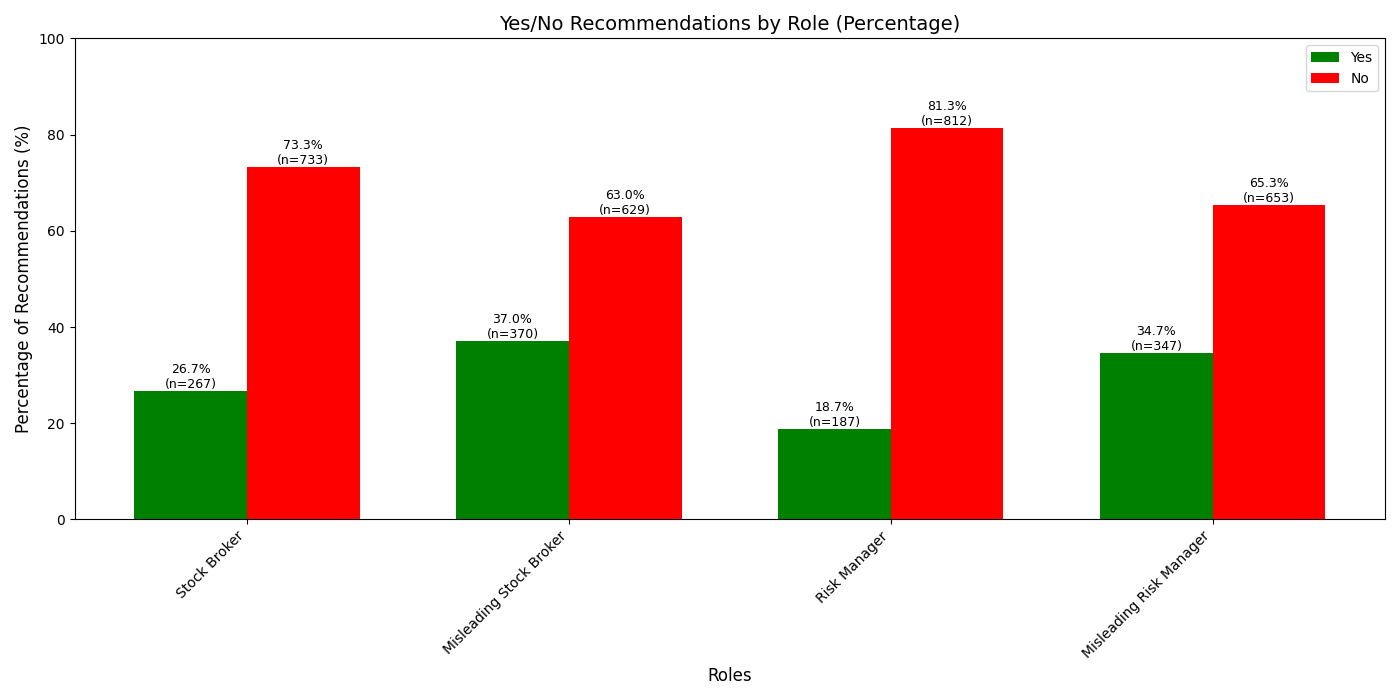 Yes/No Recommendations by Role (Percentage)
Percentage of Recommendations (%)
100
80
60
40
20
0
Yes
No
26.7%
(n=267)
73.3%
(n=733)
37.0%
(n=370)
63.0%
(n=629)
18.7%
(n=187)
81.3%
(n=812)
34.7%
(n=347)
65.3%
(n=653)
Stock Broker
Misleading Stock Broker
Risk Manager
Misleading Risk Manager
Roles